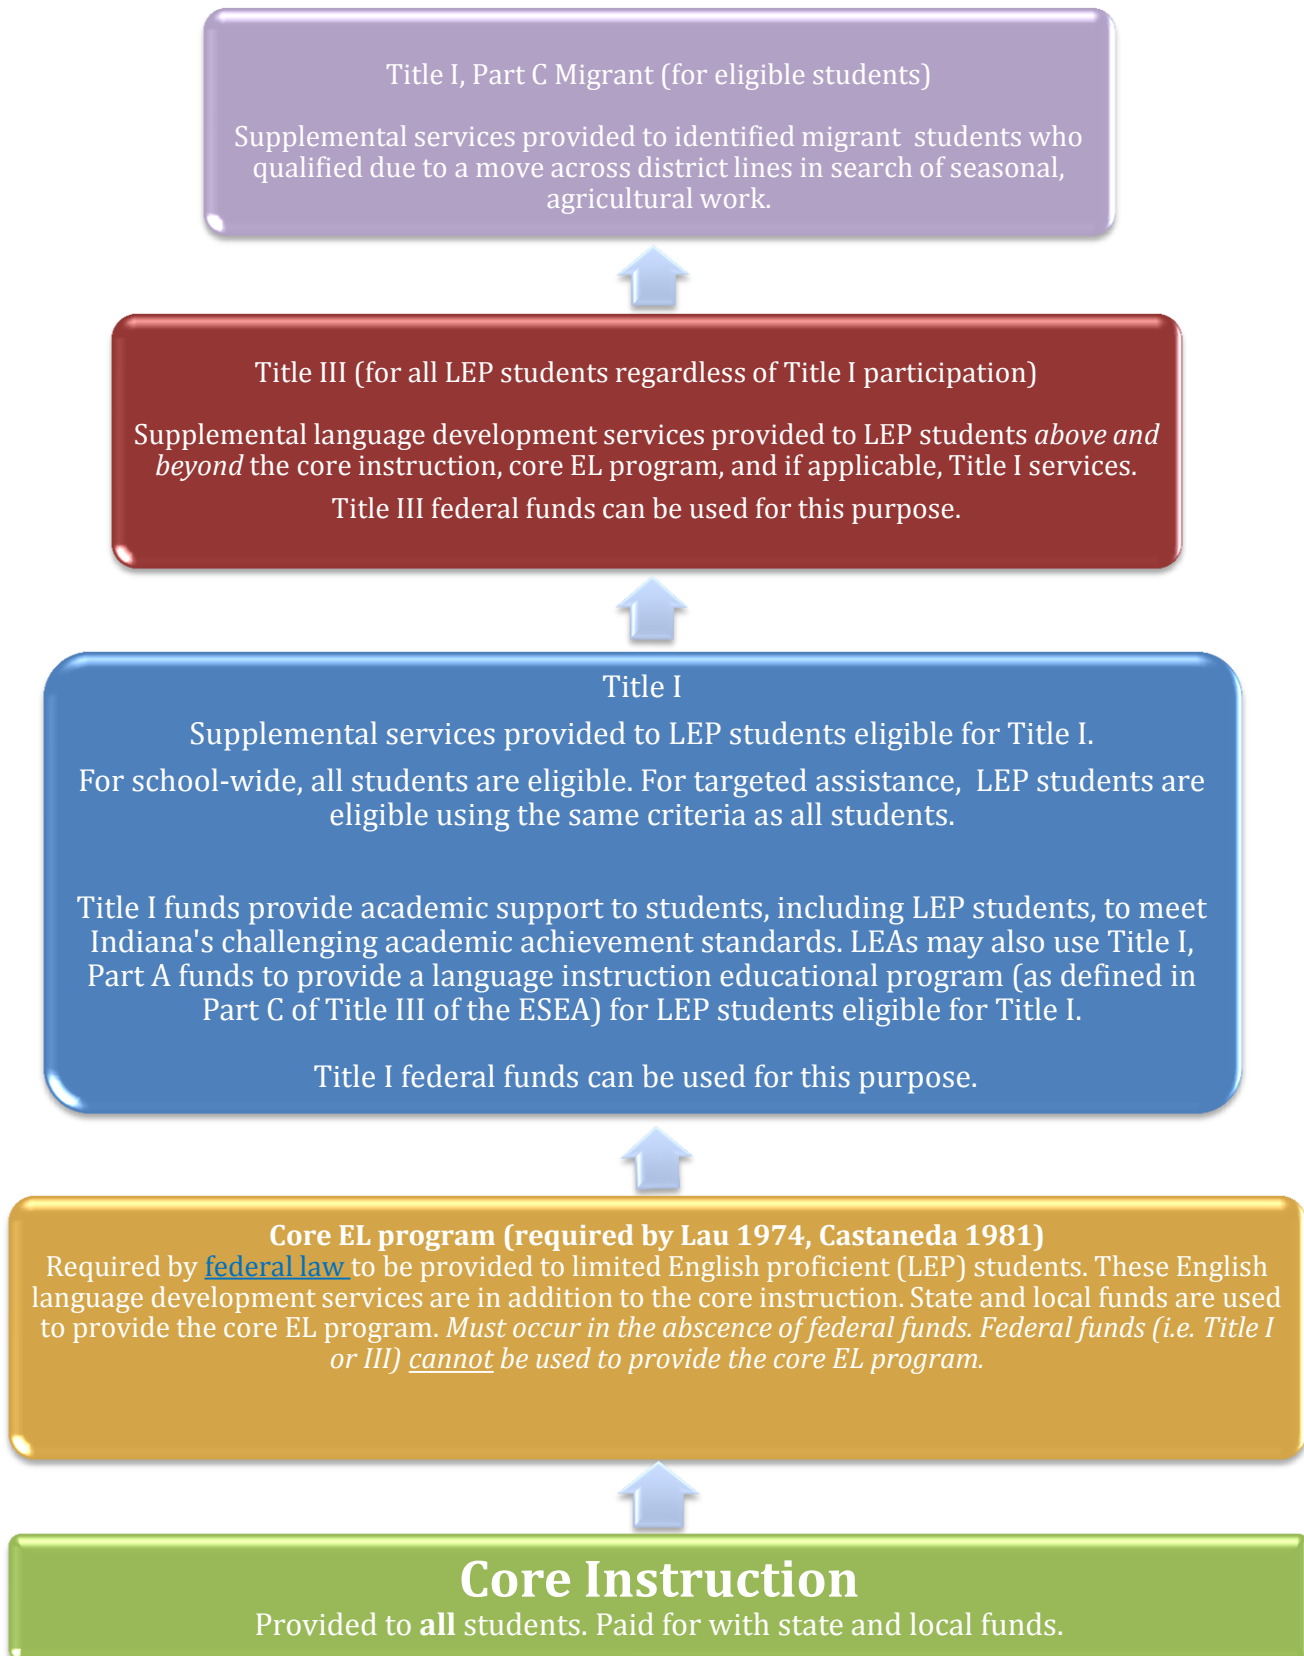 Title I, Part C Migrant (for eligible students)
Supplemental services provided to identified migrant students who
qualified due to a move across district lines in search of seasonal,
agricultural work.
Title III (for all LEP students regardless of Title I participation)
Supplemental language development services provided to LEP students above and
beyond the core instruction, core EL program, and if applicable, Title I services.
Title III federal funds can be used for this purpose.
Title I
Supplemental services provided to LEP students eligible for Title I.
For school-wide, all students are eligible. For targeted assistance, LEP students are
eligible using the same criteria as all students.
Title I funds provide academic support to students, including LEP students, to meet
Indiana's challenging academic achievement standards. LEAs may also use Title I,
Part A funds to provide a language instruction educational program (as defined in
Part C of Title III of the ESEA) for LEP students eligible for Title I.
Title I federal funds can be used for this purpose.
Core EL program (required by Lau 1974, Castaneda 1981)
Required by federal law to be provided to limited English proficient (LEP) students. These English
language development services are in addition to the core instruction. State and local funds are used
to provide the core EL program. Must occur in the abscence of federal funds. Federal funds (i.e. Title I
or III) cannot be used to provide the core EL program.
Core Instruction
Provided to all students. Paid for with state and local funds.